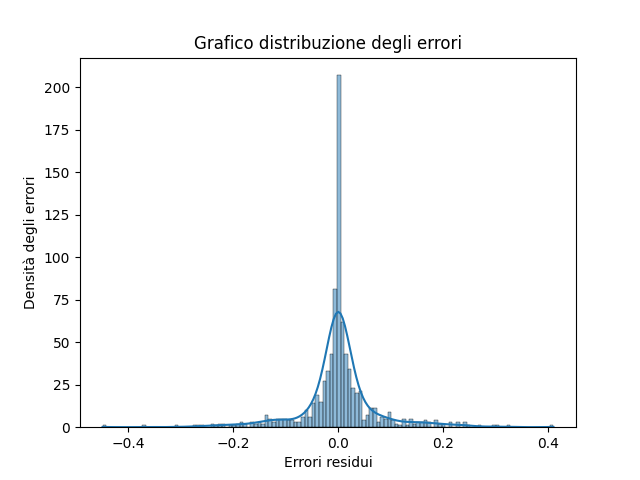 Grafico distribuzione degli errori
200
175
150
125
100
75
50
25
0
Densità degli errori
−0.4 −0.2 0.0 0.2 0.4
Errori residui